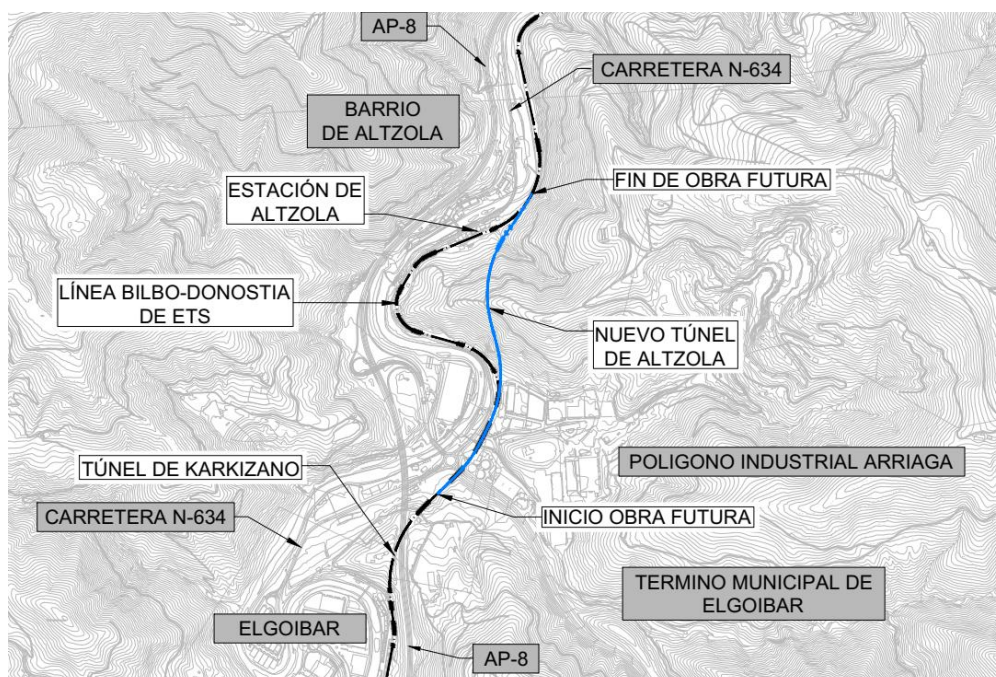 AP-8
CARRETERA N-634
BARRIO
DE ALTZOLA
FIN DE OBRA FUTURA
ESTACIÓN DE
ALTZOLA
LÍNEA BILBO-DONOSTIA
DE ETS
NUEVO TÚNEL
DE ALTZOLA
TÚNEL DE KARKIZANO
POLIGONO INDUSTRIAL ARRIAGA
CARRETERA N-634
INICIO OBRA FUTURA
TERMINO MUNICIPAL DE
ELGOIBAR
ELGOIBAR
AP-8